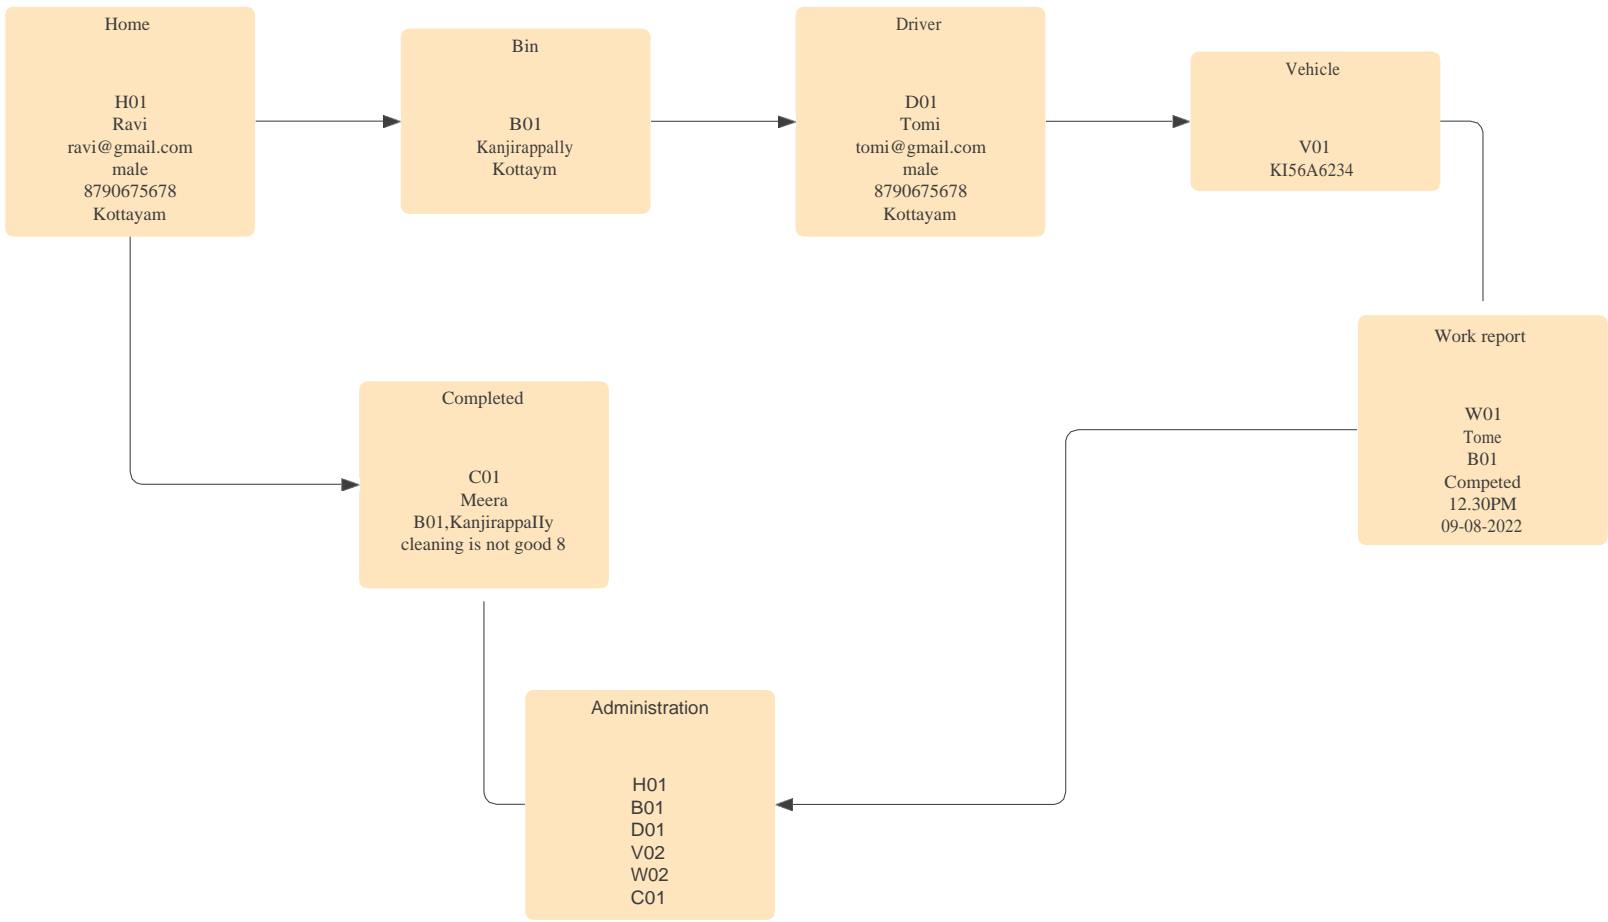 Home
H01
Ravi
ravi@gmail.com
male
8790675678
Kottayam
Bin
B01
Kanjirappally
Kottaym
Driver
D01
Tomi
tomi@gmail.com
male
8790675678
Kottayam
Vehicle
V01
KI56A6234
Work report
W01
Tome
B01
Competed
12.30PM
09-08-2022
Completed
C01
Meera
B01,KanjirappaIIy
cleaning is not good 8
Administration
H01
B01
D01
V02
W02
C01